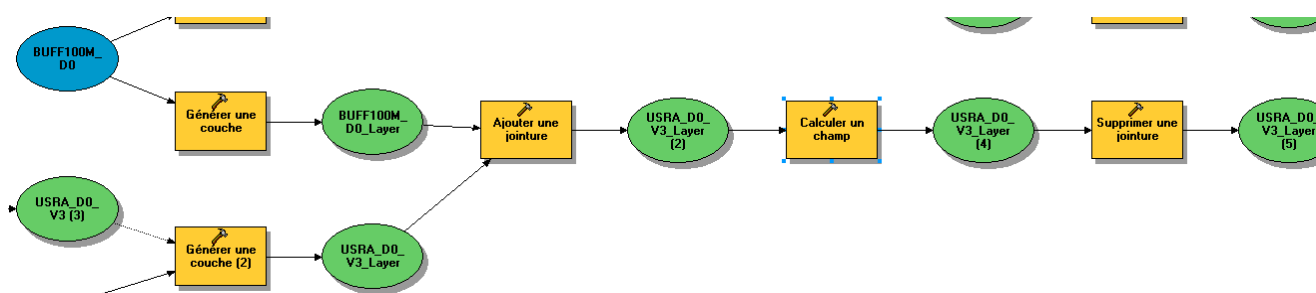 BUFF100M_
D0
Générer une
couche
BUFF100M_
D0_Layer
Ajouter une
jointure
USRA_D0_
V3_Layer
(2)
Calculer un
champ
USRA_D0_
V3_Layer
(4)
Supprimer une
jointure
USRA_D0_
V3_Layer
(5)
USRA_D0_
V3 (3)
Générer une
couche (2)
USRA_D0_
V3_Layer